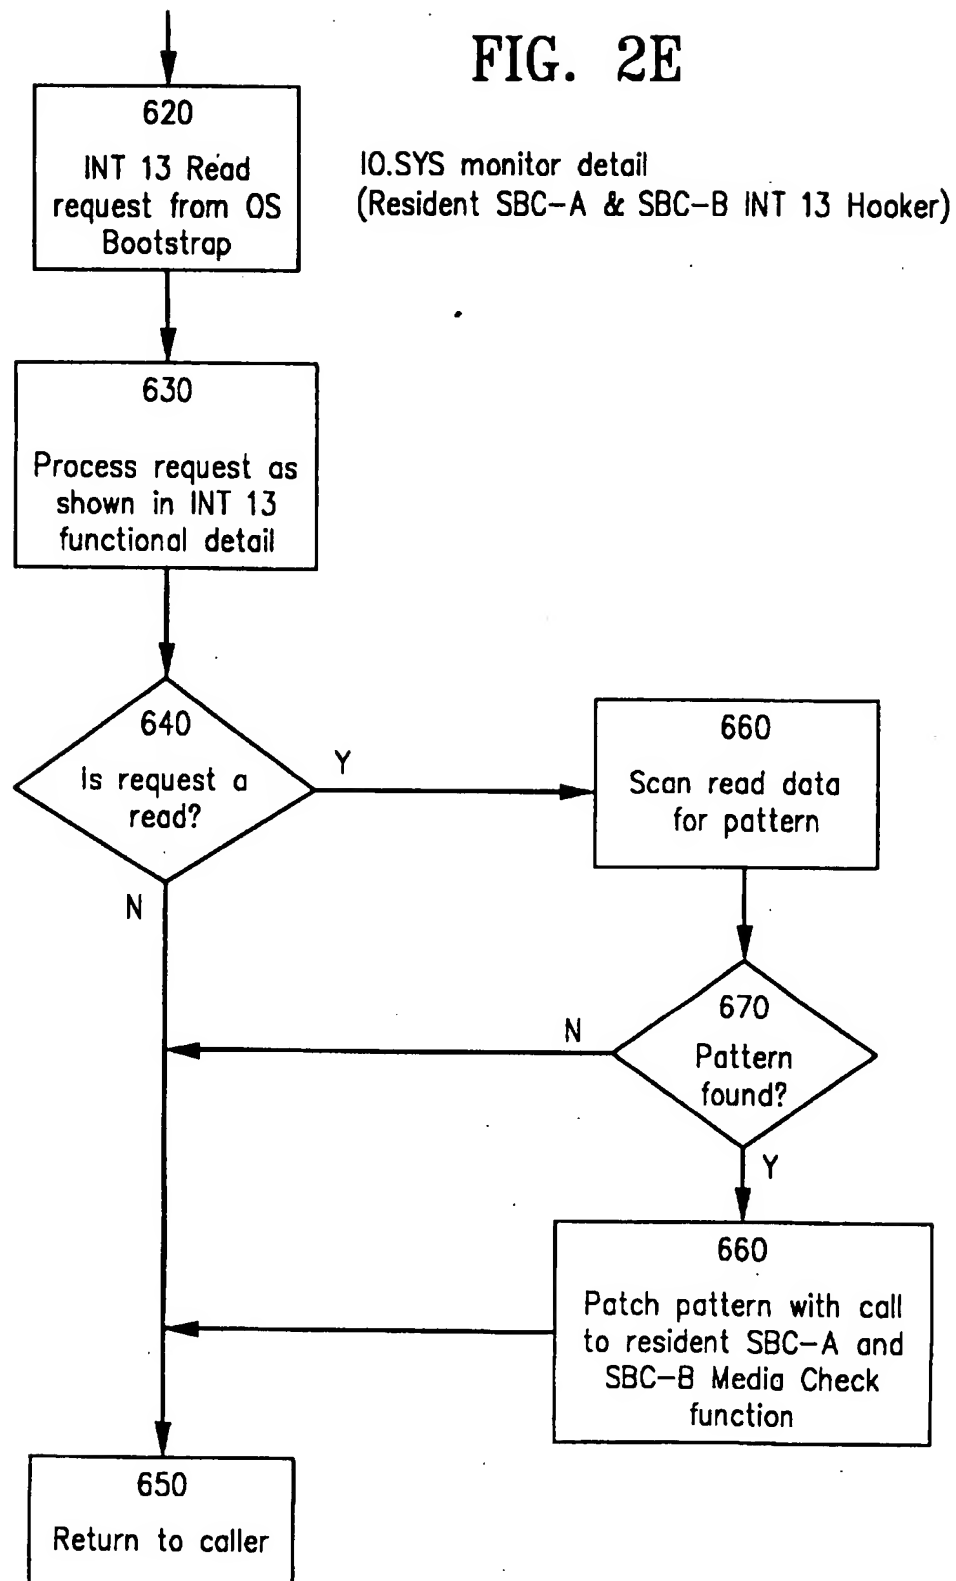 FIG. 2E
IO.SYS monitor detail
(Resident SBC-A & SBC-B INT 13 Hooker)
620
INT 13 Read
request from OS
Bootstrap
630
Process request as
shown in INT 13
functional detail
640
Is request a
read?
Y
N
660
Scan read data
for pattern
670
Pattern
found?
N
Y
660
Patch pattern with call
to resident SBC-A and
SBC-B Media Check
function
650
Return to caller